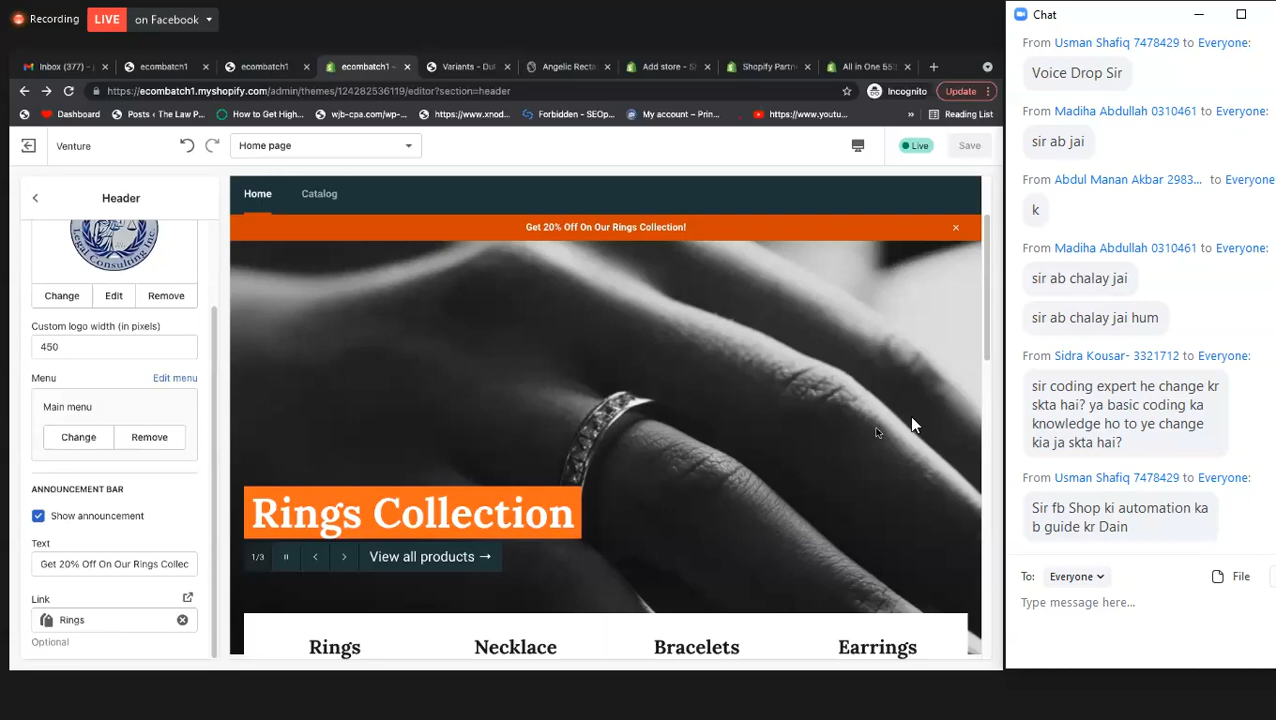 Recording
LIVE
on Facebook
Inbox (377) -
ecombatch1
ecombatch1
ecombatch1 -
Variants - Du
Angelic Recta
Add store - S
Shopify Partn
All in One 55
https://ecombatch1.myshopify.com/admin/themes/124282536119/editor?section=header
Incognito
Update
Dashboard
Posts ‹ The Law P...
How to Get High...
wjb-cpa.com/wp-...
https://www.xnod...
Forbidden - SEOp...
My account – Prin...
https://www.youtu...
Reading List
Venture
Home page
Live
Save
Header
Change
Edit
Remove
Custom logo width (in pixels)
450
Menu
Edit menu
Main menu
Change
Remove
ANNOUNCEMENT BAR
Show announcement
Text
Get 20% Off On Our Rings Collec
Link
Rings
Optional
Home
Catalog
Get 20% Off On Our Rings Collection!
Rings Collection
1/3
View all products →
Rings
Necklace
Bracelets
Earrings
Chat
From Usman Shafiq 7478429 to Everyone:
Voice Drop Sir
From Madiha Abdullah 0310461 to Everyone:
sir ab jai
From Abdul Manan Akbar 2983... to Everyone
k
From Madiha Abdullah 0310461 to Everyone:
sir ab chalay jai
sir ab chalay jai hum
From Sidra Kousar- 3321712 to Everyone:
sir coding expert he change kr
skta hai? ya basic coding ka
knowledge ho to ye change
kia ja skta hai?
From Usman Shafiq 7478429 to Everyone:
Sir fb Shop ki automation ka
b guide kr Dain
To: Everyone
File
Type message here...